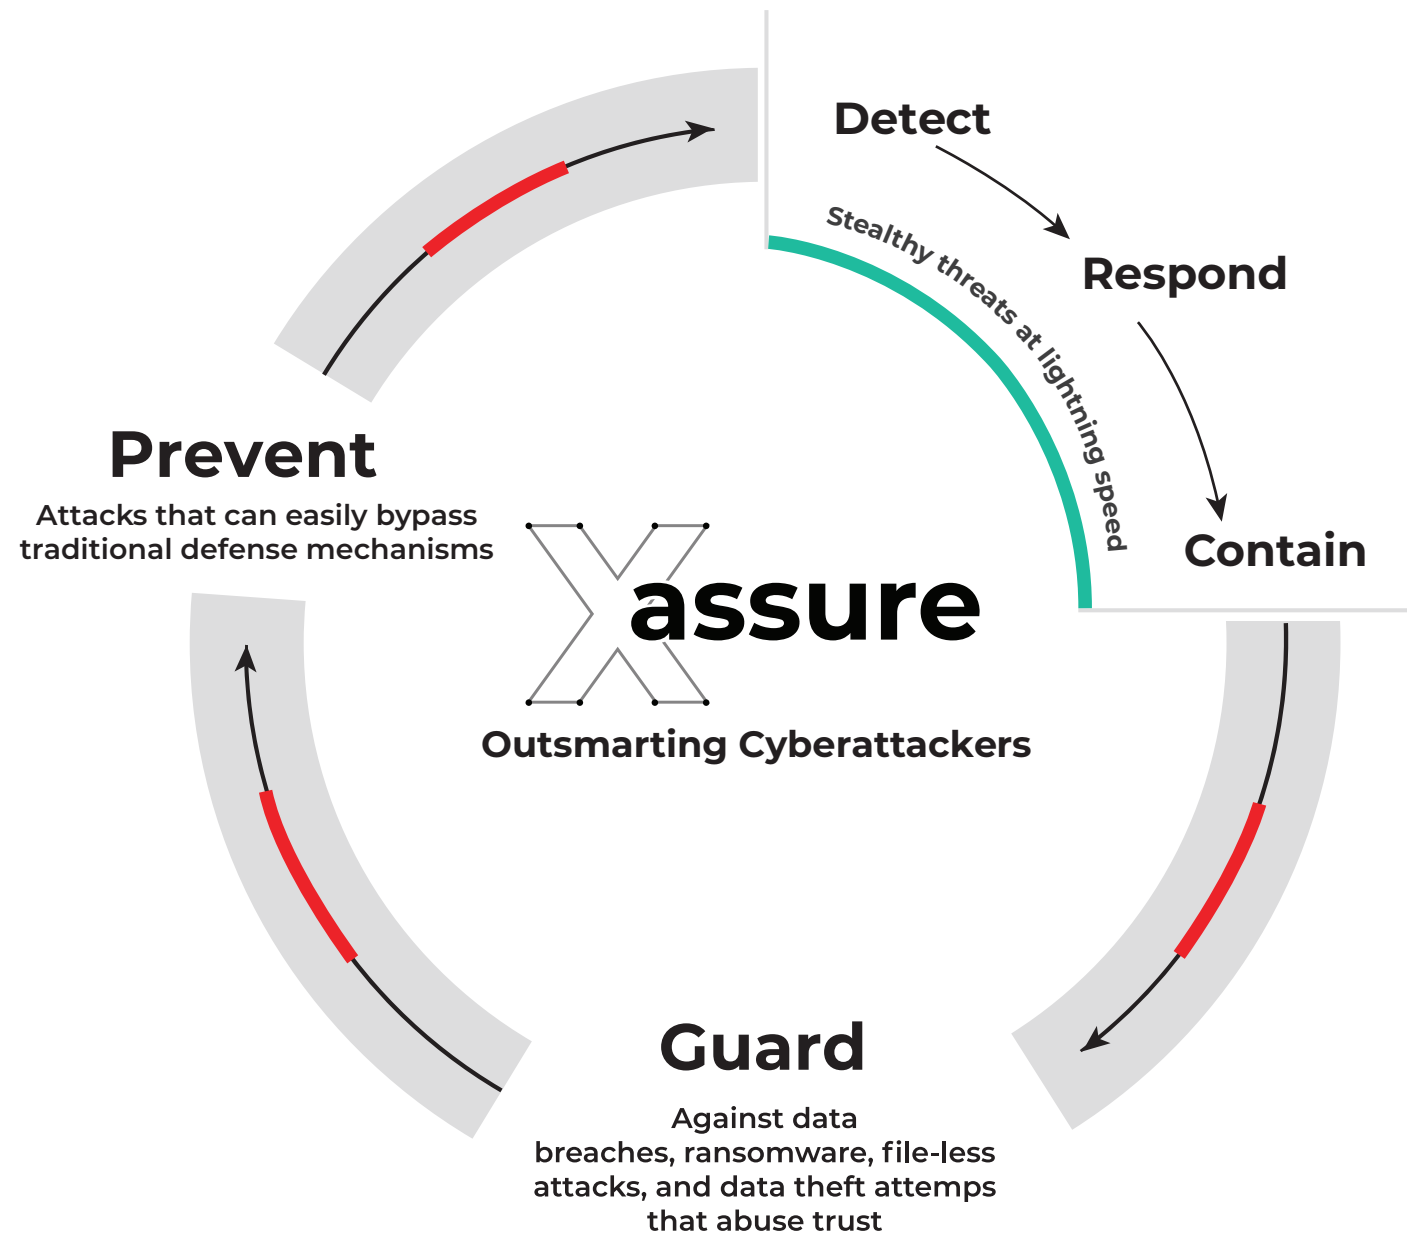 Detect
Stealthy threats at lightning speed
Respond
Contain
Prevent
Attacks that can easily bypass
traditional defense mechanisms
Xassure
Outsmarting Cyberattackers
Guard
Against data
breaches, ransomware, file-less
attacks, and data theft attemps
that abuse trust